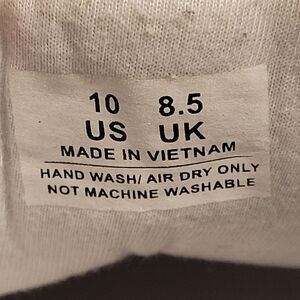 10 8.5
US UK
MADE IN VIETNAM
HAND WASH/ AIR DRY ONLY
NOT MACHINE WASHABLE